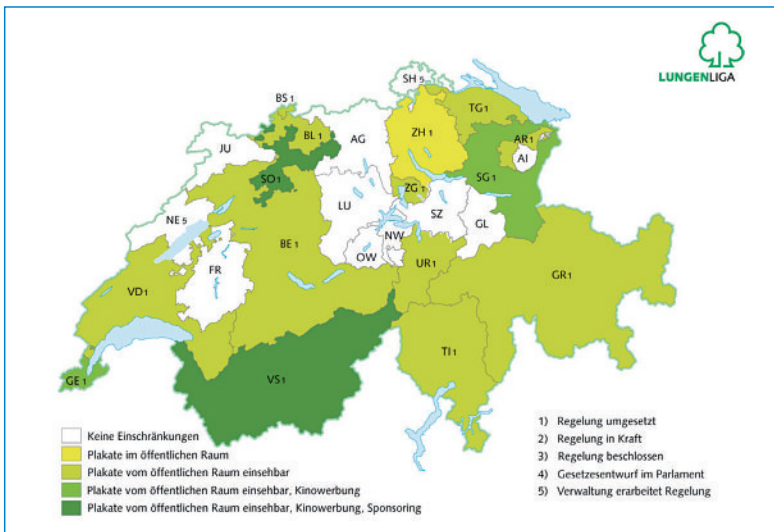 LUNGENLIGA
SH 5
BS 1
TG 1
BL 1
AG
ZH 1
AR 1
JU
AI
SO 1
SG 1
ZG 1
LU
SZ
NE 5
GL
NW
BE 1
OW
FR
UR 1
GR 1
VD 1
TI 1
GE 1
VS 1
Keine Einschränkungen
Plakate im öffentlichen Raum
Plakate vom öffentlichen Raum einsehbar
Plakate vom öffentlichen Raum einsehbar, Kinowerbung
Plakate vom öffentlichen Raum einsehbar, Kinowerbung, Sponsoring
1) Regelung umgesetzt
2) Regelung in Kraft
3) Regelung beschlossen
4) Gesetzesentwurf im Parlament
5) Verwaltung erarbeitet Regelung